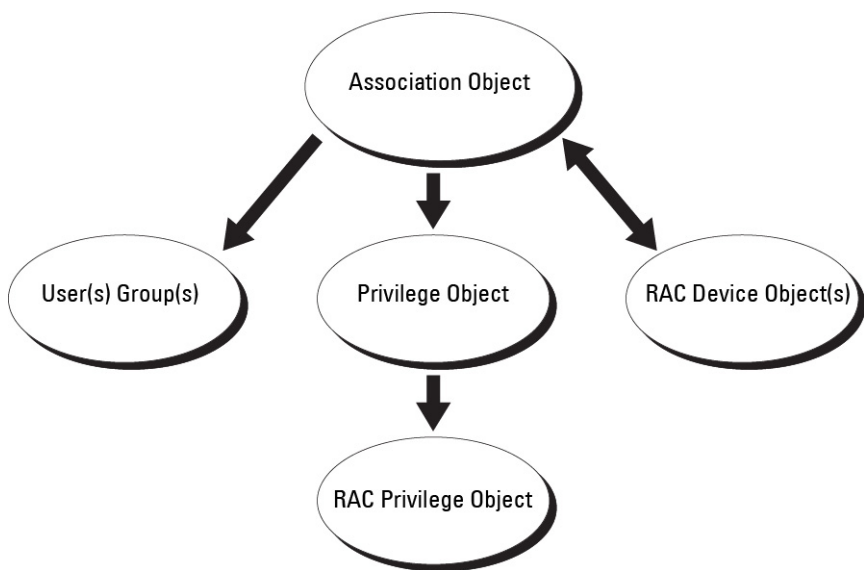 Association Object
User(s) Group(s)
Privilege Object
RAC Device Object(s)
RAC Privilege Object